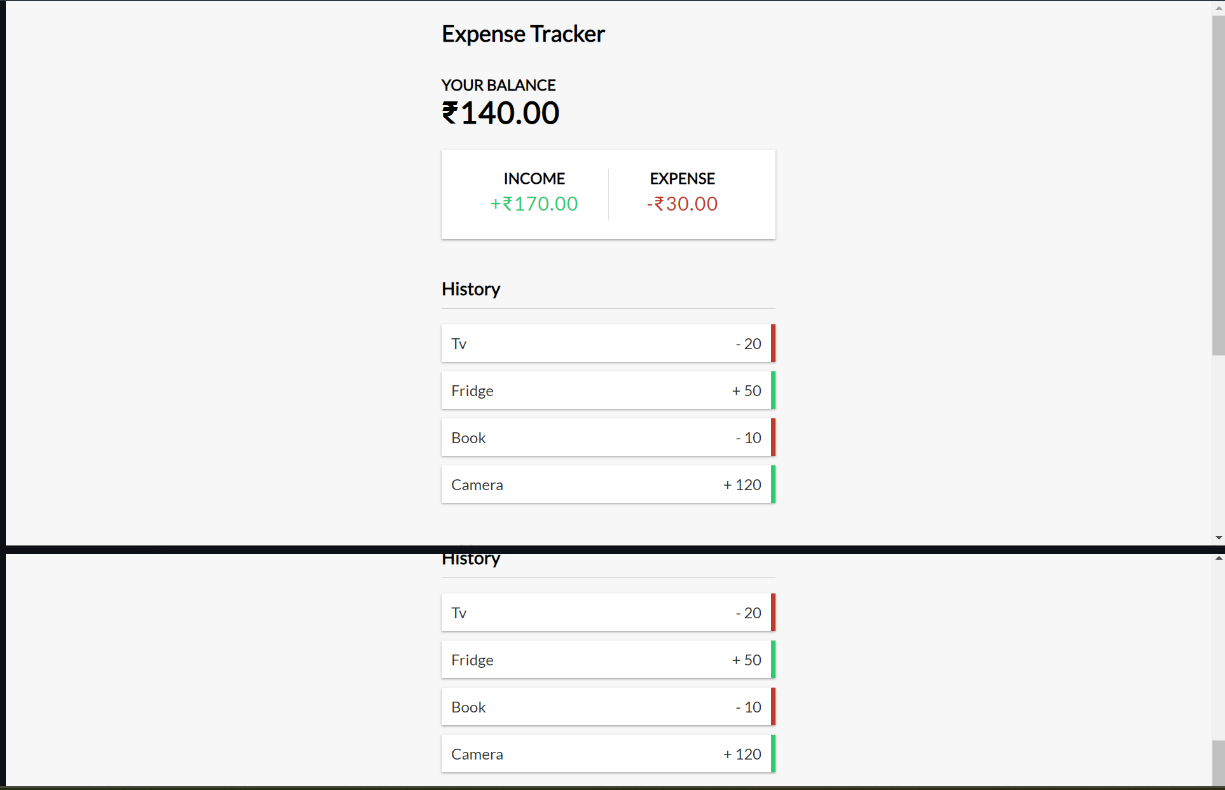 Expense Tracker
YOUR BALANCE
₹140.00
INCOME EXPENSE
+₹170.00 -₹30.00
History
Tv - 20
Fridge + 50
Book - 10
Camera + 120
History
Tv - 20
Fridge + 50
Book - 10
Camera + 120